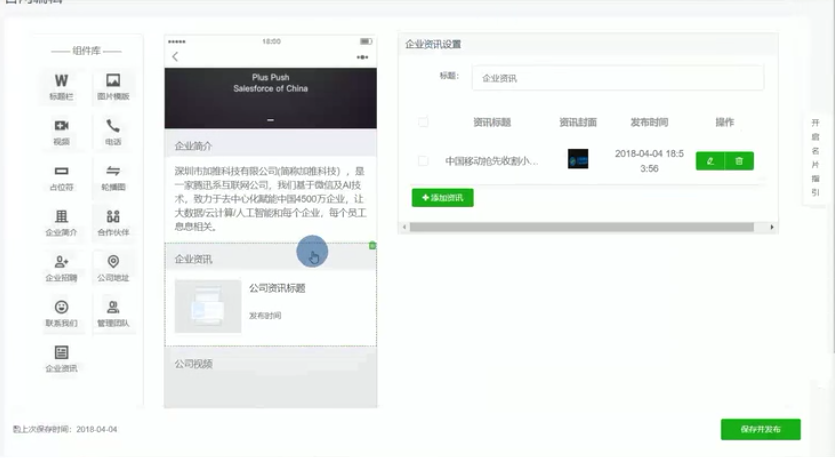 官网编辑
组件库
标题栏
图片模版
视频
电话
占位符
轮播图
企业简介
合作伙伴
企业招聘
公司地址
联系我们
管理团队
企业资讯
18:00
Plus Push
Salesforce of China
企业简介
深圳市加推科技有限公司(简称加推科技），是
一家腾讯系互联网公司，我们基于微信及AI技
术，致力于去中心化赋能中国4500万企业，让
大数据/云计算/人工智能和每个企业，每个员工
息息相关。
企业资讯
公司资讯标题
发布时间
公司视频
企业资讯设置
标题：
企业资讯
资讯标题 资讯封面 发布时间 操作
中国移动抢先收割小... 2018-04-04 18:5
3:56
+添加资讯
开启名片指引
上次保存时间：2018-04-04
保存并发布